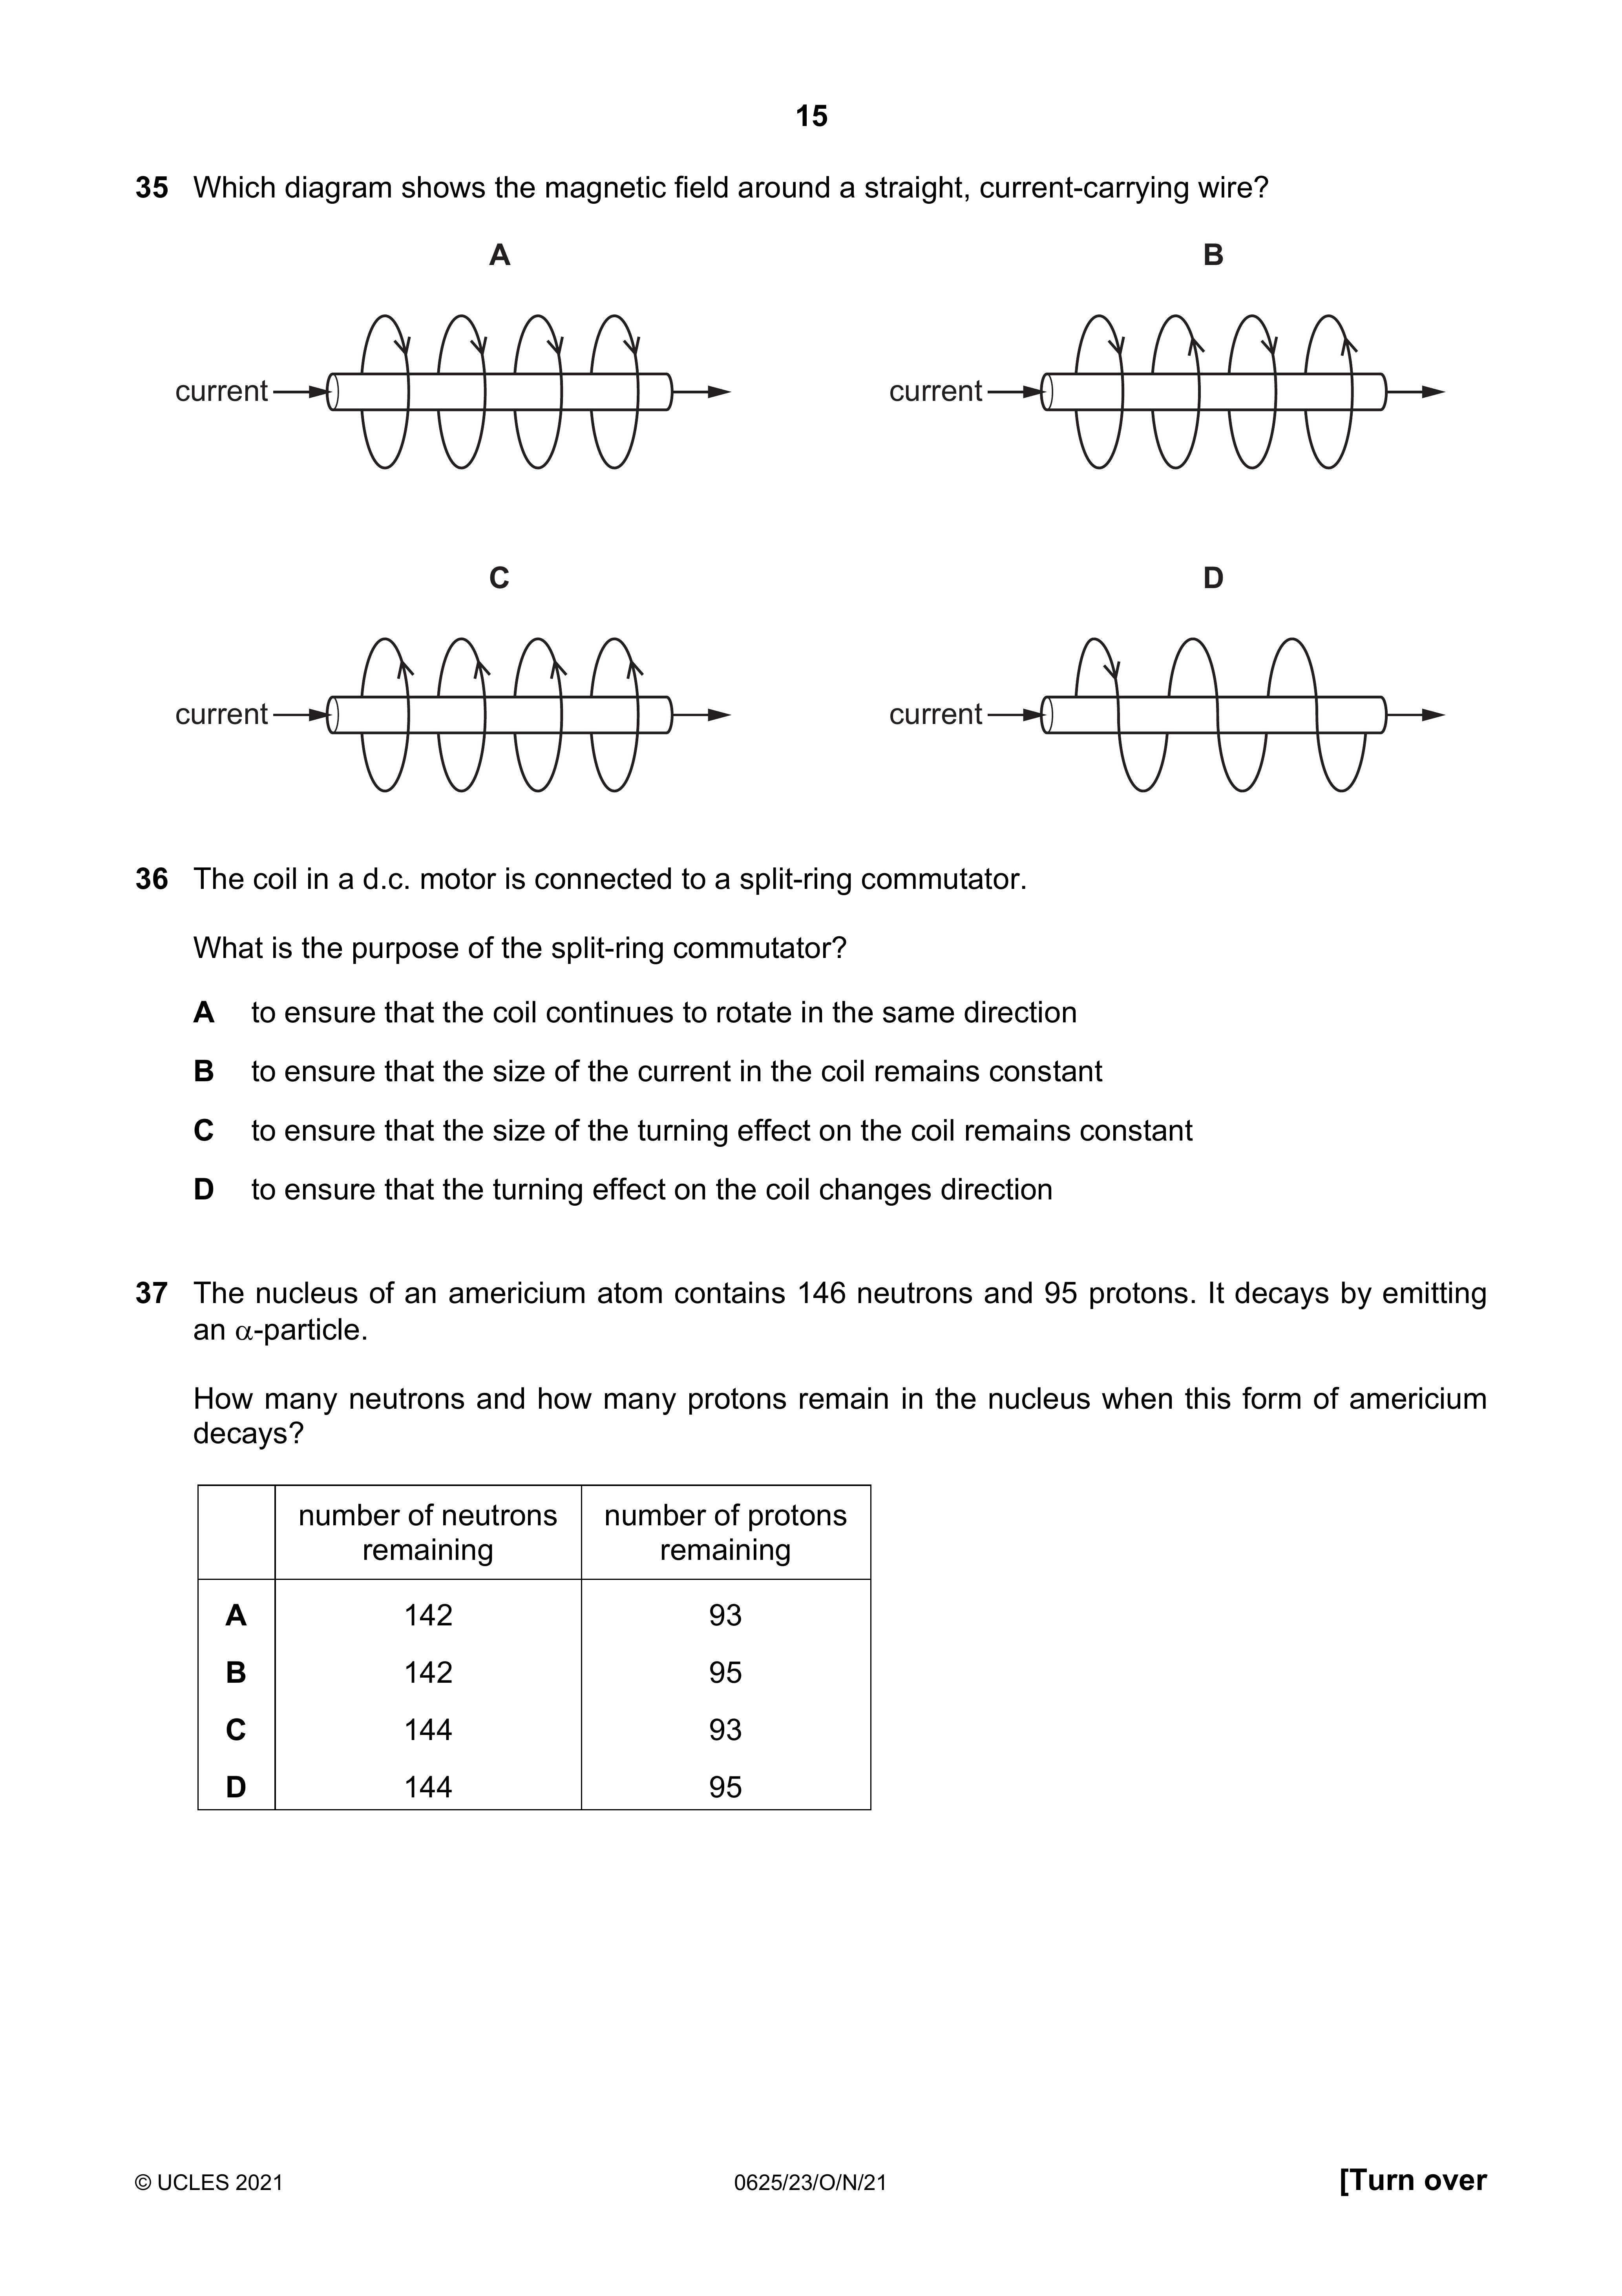 15
35 Which diagram shows the magnetic field around a straight, current-carrying wire?
A B
current current
C D
current current
36 The coil in a d.c. motor is connected to a split-ring commutator.
What is the purpose of the split-ring commutator?
A to ensure that the coil continues to rotate in the same direction
B to ensure that the size of the current in the coil remains constant
C to ensure that the size of the turning effect on the coil remains constant
D to ensure that the turning effect on the coil changes direction
37 The nucleus of an americium atom contains 146 neutrons and 95 protons. It decays by emitting
an α-particle.
How many neutrons and how many protons remain in the nucleus when this form of americium
decays?
number of neutrons number of protons
remaining remaining
A 142 93
B 142 95
C 144 93
D 144 95
© UCLES 2021 0625/23/O/N/21 [Turn over